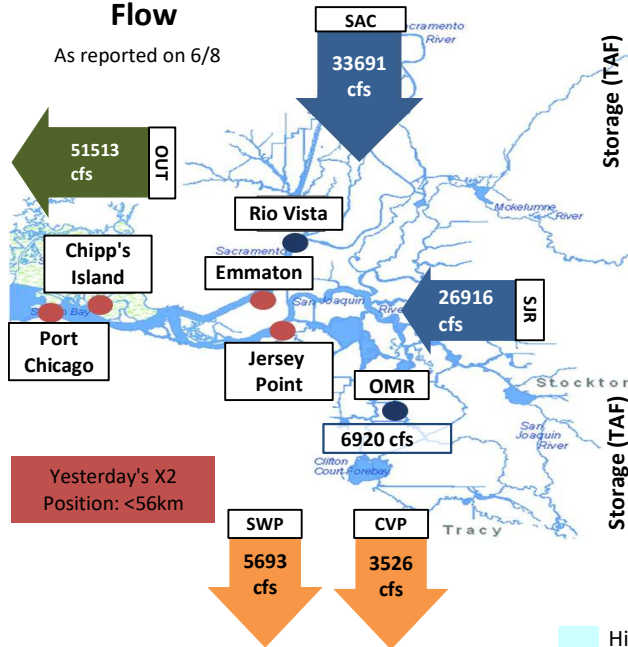 Flow
As reported on 6/8
SAC
Sacramento
River
33691
cfs
Storage (TAF)
51513
cfs
OUT
Rio Vista
Mokelumne
River
Chipp's
Island
Sacramento
Emmaton
San Joaquin
River
26916
cfs
SJR
Bay
Port
Chicago
Jersey
Point
OMR
Stockton
6920 cfs
San
Joaquin
River
Storage (TAF)
Clifton
Court Forebay
Yesterday's X2
Position: <56km
SWP
CVP
Tracy
5693
cfs
3526
cfs
Hi